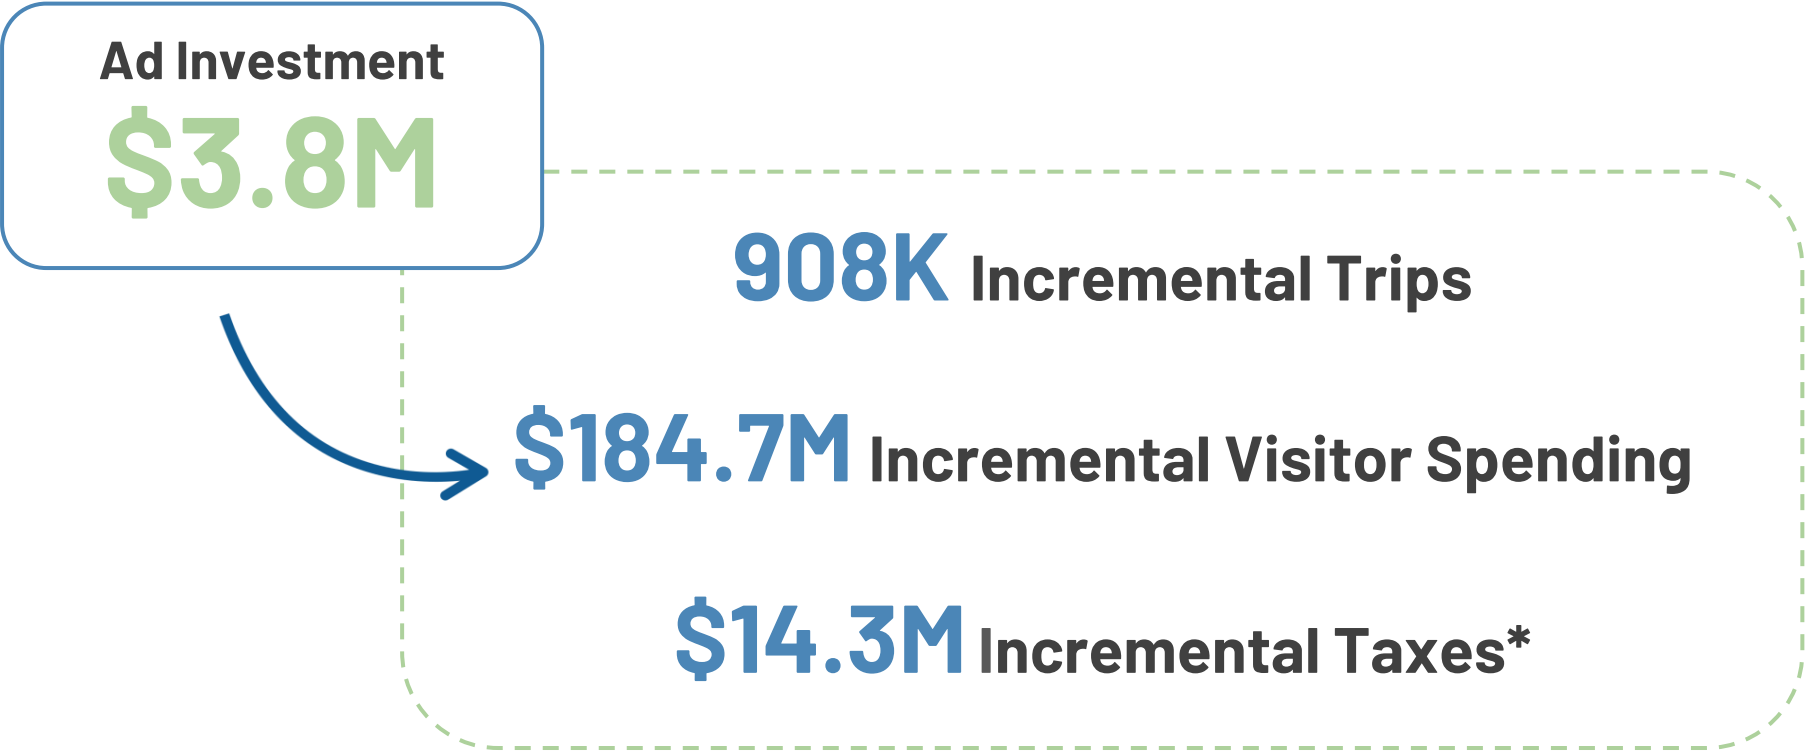 Ad Investment
$3.8M
908K Incremental Trips
$184.7M Incremental Visitor Spending
$14.3M Incremental Taxes*